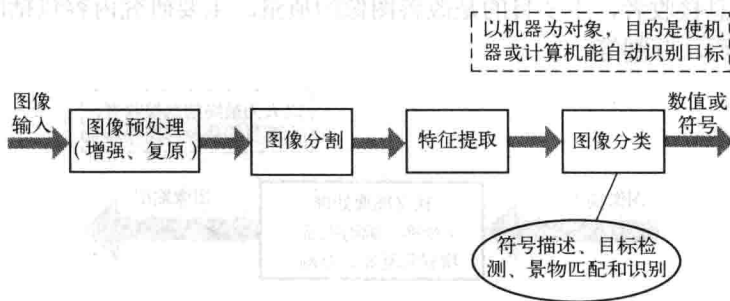 以机器为对象，目的是使机
器或计算机能自动识别目标
图像
输入
图像预处理
（增强、复原）
图像分割
特征提取
图像分类
数值或
符号
符号描述、目标检
测、景物匹配和识别